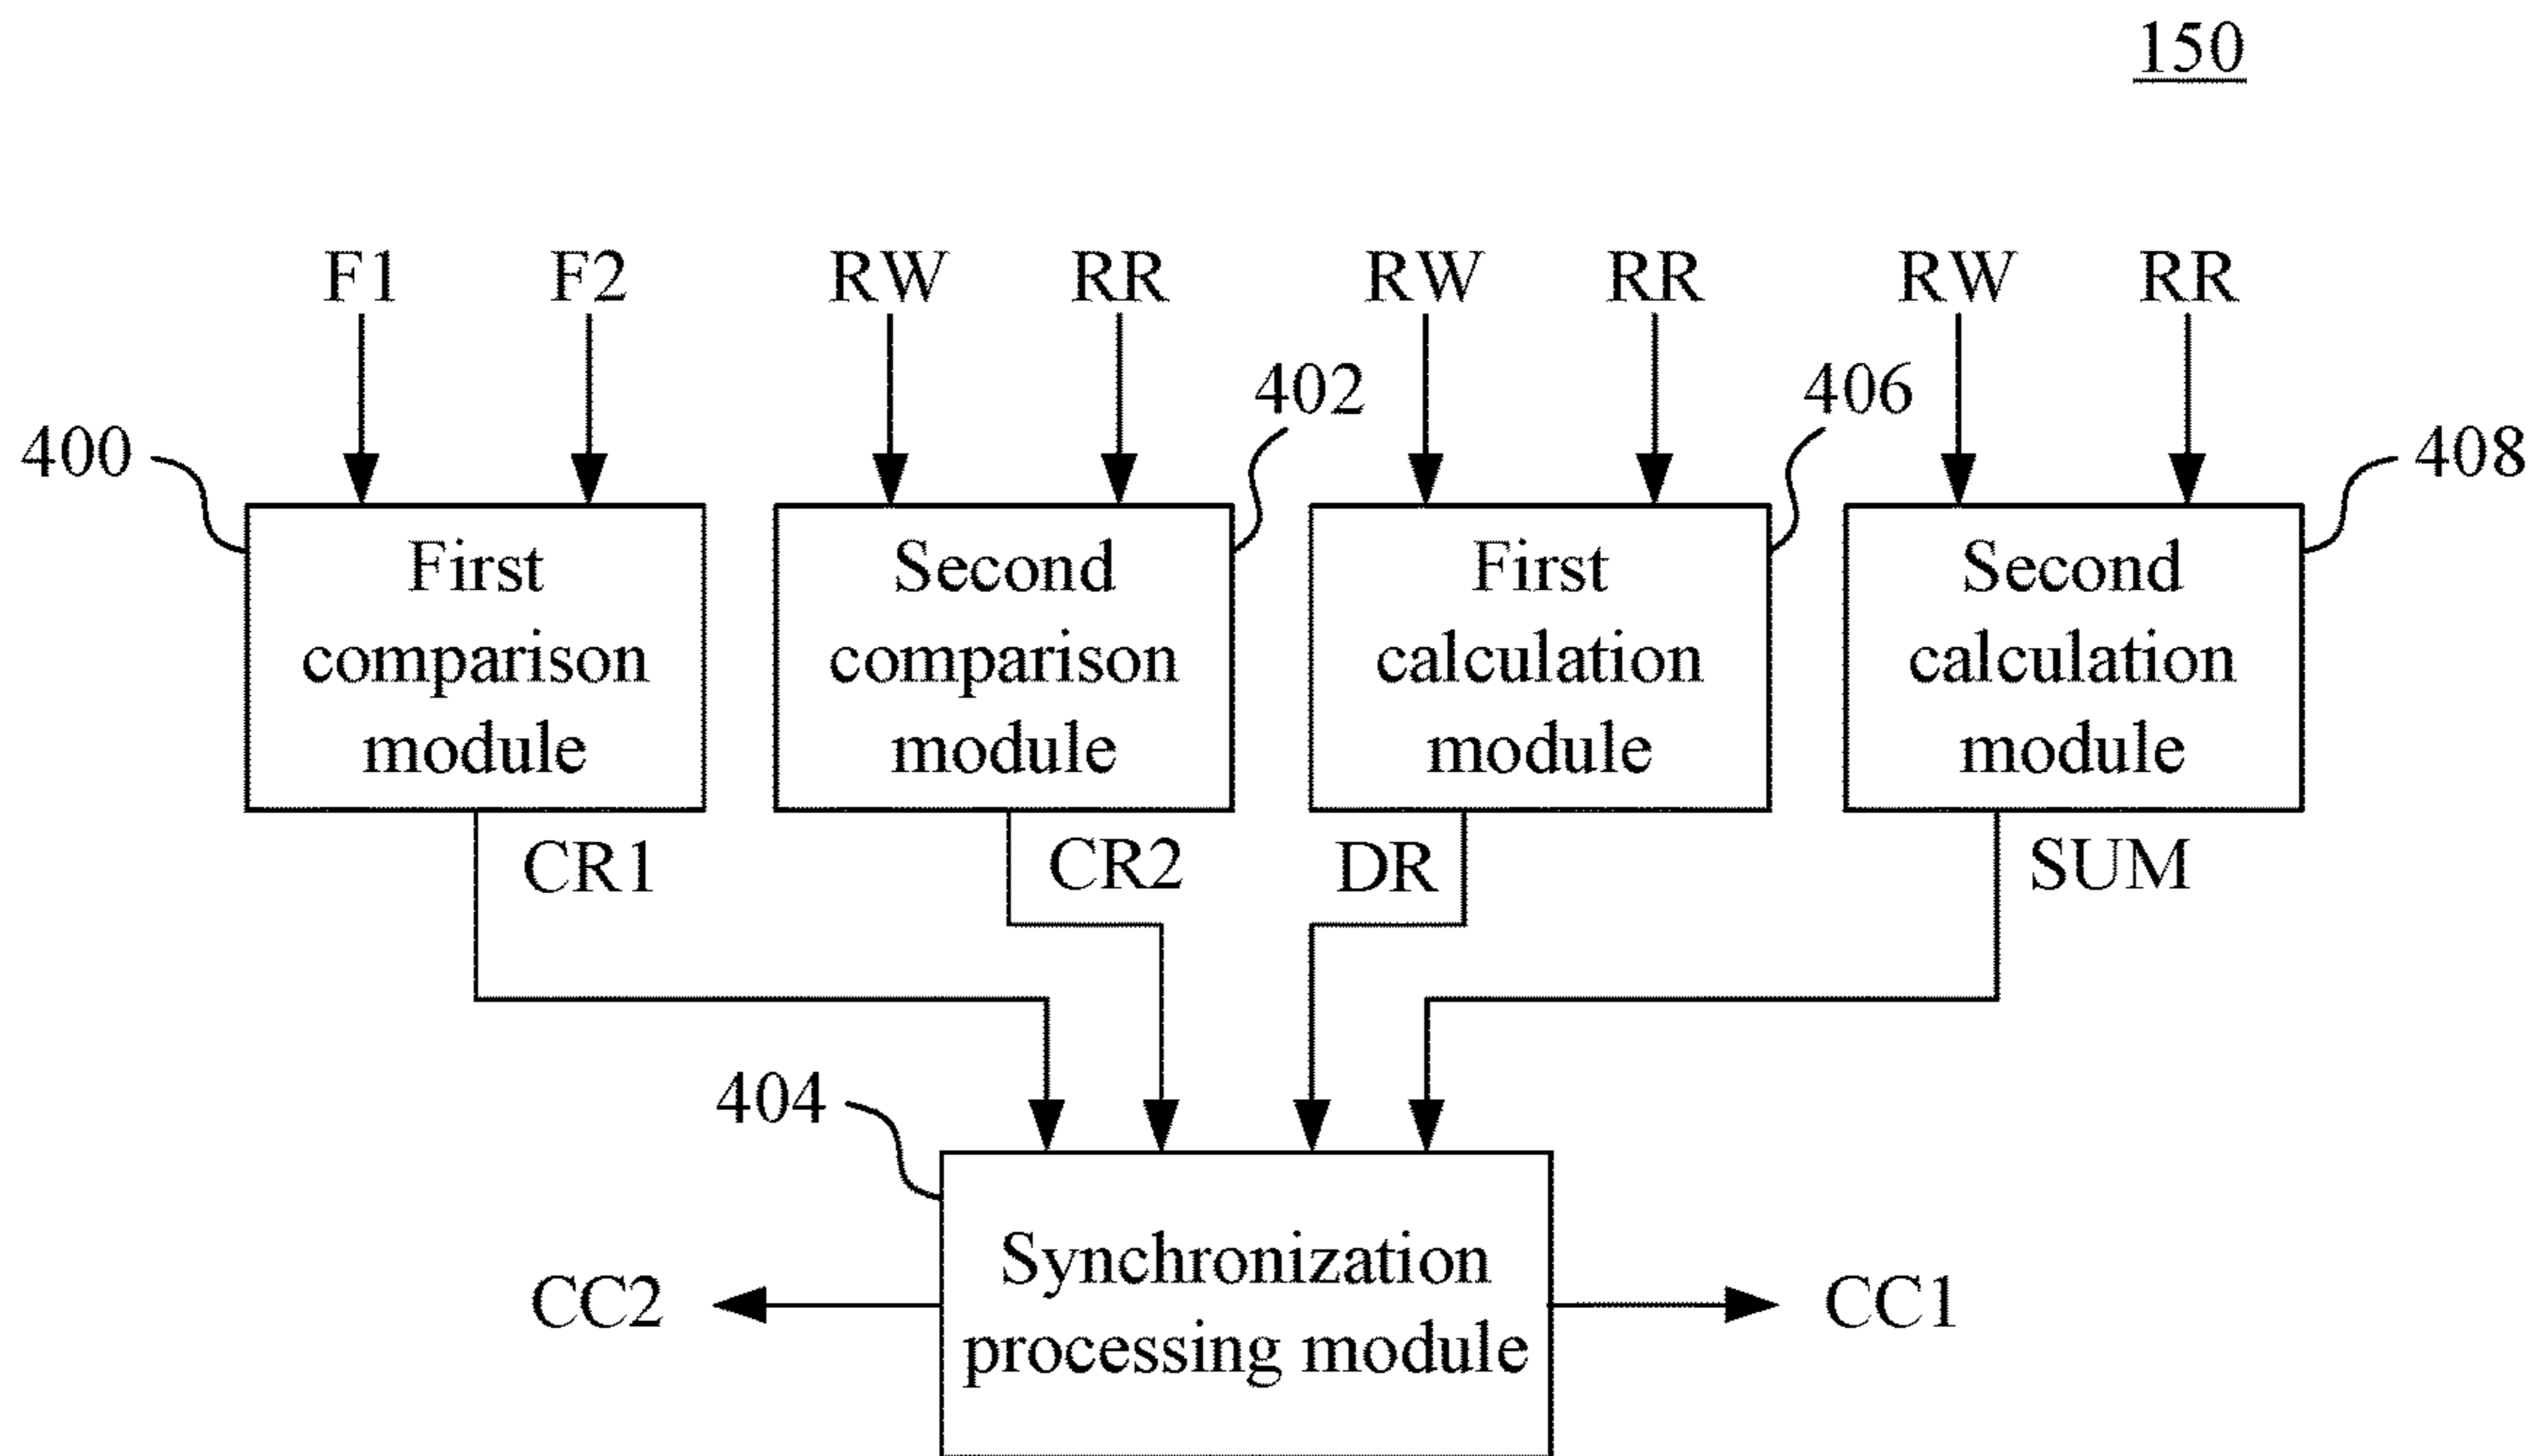 150
F1 F2 RW RR RW RR RW RR
400 402 406 408
First comparison module
Second comparison module
First calculation module
Second calculation module
CR1 CR2 DR SUM
404
Synchronization processing module
CC2 CC1